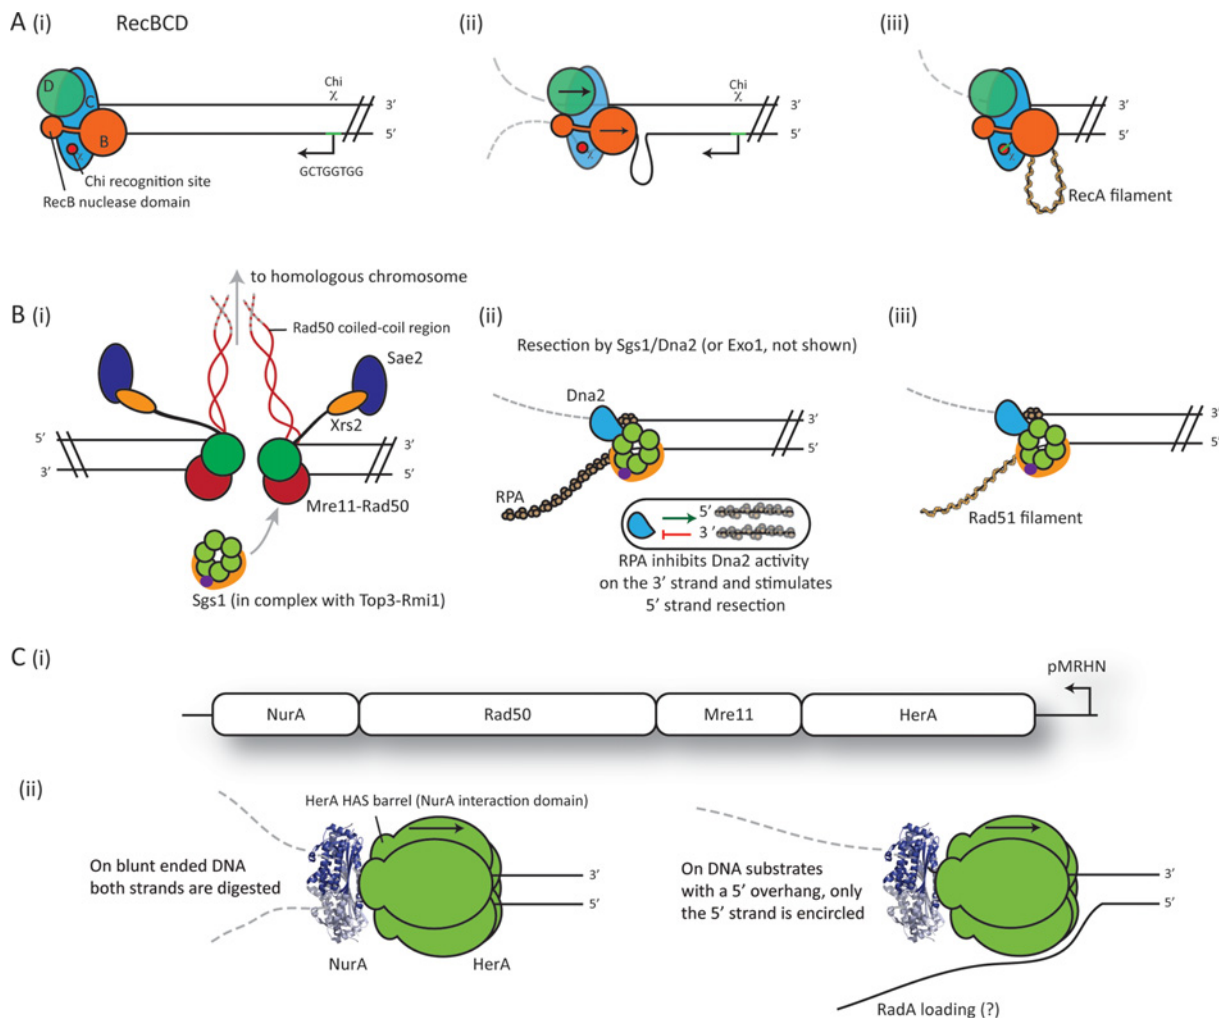 A (i)
RecBCD
D
C
B
Chi
χ
3′
5′
GCTGGTGG
χ
Chi recognition site
RecB nuclease domain
(ii)
Chi
χ
3′
5′
χ
(iii)
3′
5′
χ
RecA filament
B (i)
to homologous chromosome
Rad50 coiled-coil region
Sae2
Xrs2
5′
3′
3′
5′
Mre11-Rad50
Sgs1 (in complex with Top3-Rmi1)
(ii)
Resection by Sgs1/Dna2 (or Exo1, not shown)
Dna2
3′
5′
RPA
5′
3′
RPA inhibits Dna2 activity
on the 3′ strand and stimulates
5′ strand resection
(iii)
3′
5′
Rad51 filament
C (i)
pMRHN
NurA
Rad50
Mre11
HerA
(ii)
HerA HAS barrel (NurA interaction domain)
On blunt ended DNA
both strands are digested
3′
5′
NurA
HerA
On DNA substrates
with a 5′ overhang, only
the 5′ strand is encircled
3′
5′
RadA loading (?)